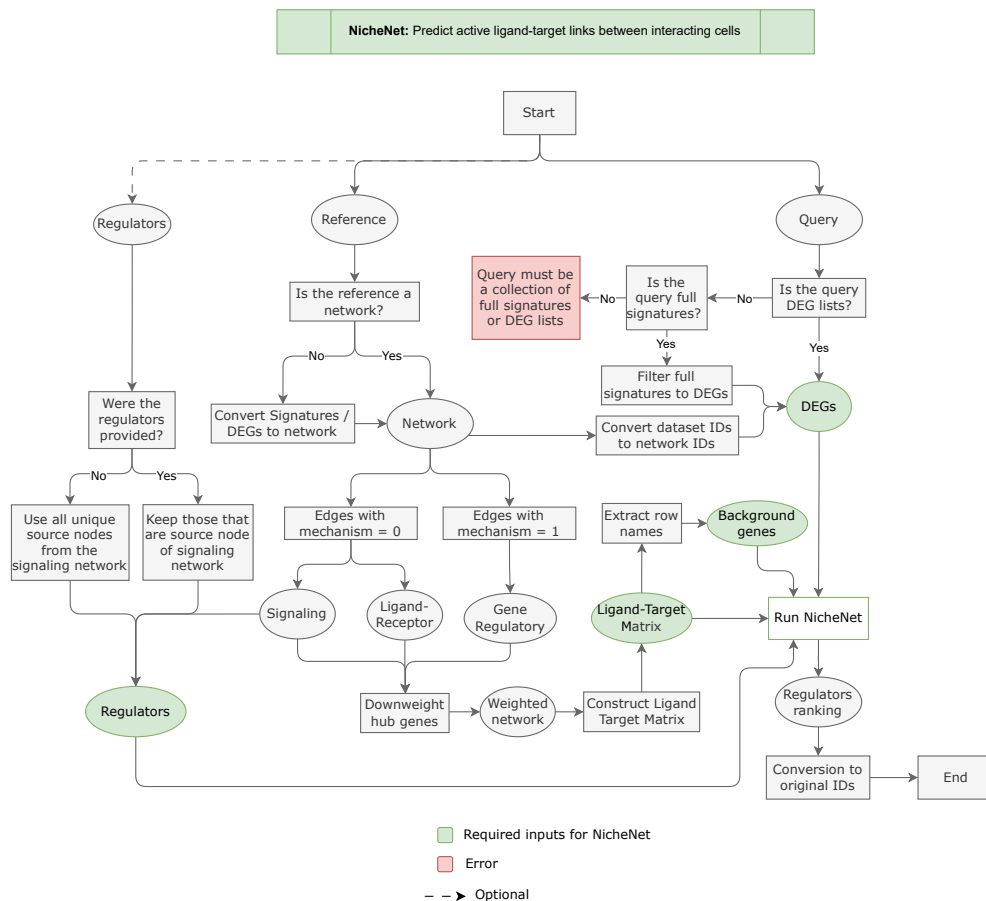 NicheNet: Predict active ligand-target links between interacting cells
Start
Regulators
Reference
Query
Is the reference a
network?
Query must be
a collection of
full signatures
or DEG lists
No
Is the
query full
signatures?
No
Is the query
DEG lists?
No
Yes
Yes
Yes
Were the
regulators
provided?
Convert Signatures /
DEGs to network
Network
Filter full
signatures to DEGs
Convert dataset IDs
to network IDs
DEGs
No
Yes
Use all unique
source nodes
from the
signaling network
Keep those that
are source node
of signaling
network
Edges with
mechanism = 0
Edges with
mechanism = 1
Extract row
names
Background
genes
Signaling
Ligand-
Receptor
Gene
Regulatory
Ligand-Target
Matrix
Run NicheNet
Regulators
Downweight
hub genes
Weighted
network
Construct Ligand
Target Matrix
Regulators
ranking
Conversion to
original IDs
End
Required inputs for NicheNet
Error
Optional